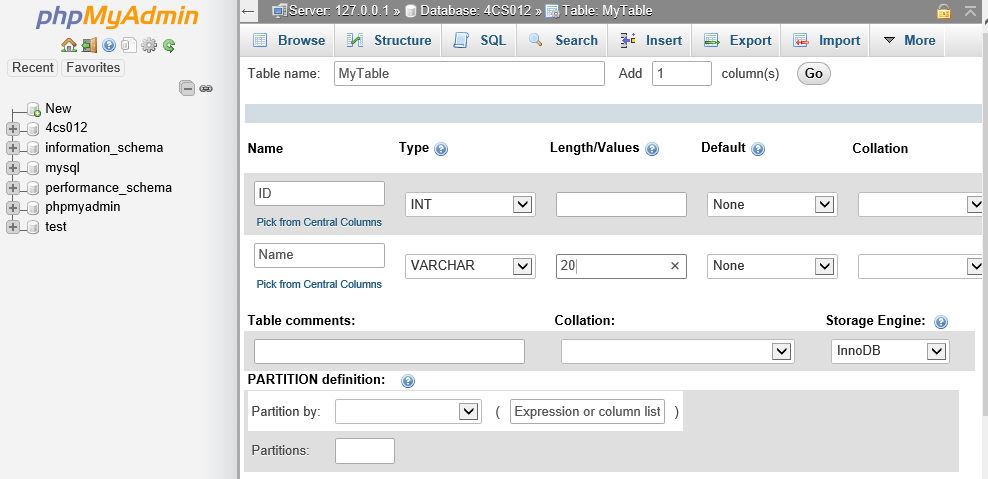 phpMyAdmin
Recent Favorites
New
4cs012
information_schema
mysql
performance_schema
phpmyadmin
test
Server: 127.0.0.1 » Database: 4CS012 » Table: MyTable
Browse Structure SQL Search Insert Export Import More
Table name: MyTable Add 1 column(s) Go
Name Type Length/Values Default Collation
ID INT None
Pick from Central Columns
Name VARCHAR 20 None
Pick from Central Columns
Table comments: Collation: Storage Engine:
InnoDB
PARTITION definition:
Partition by: ( Expression or column list )
Partitions: